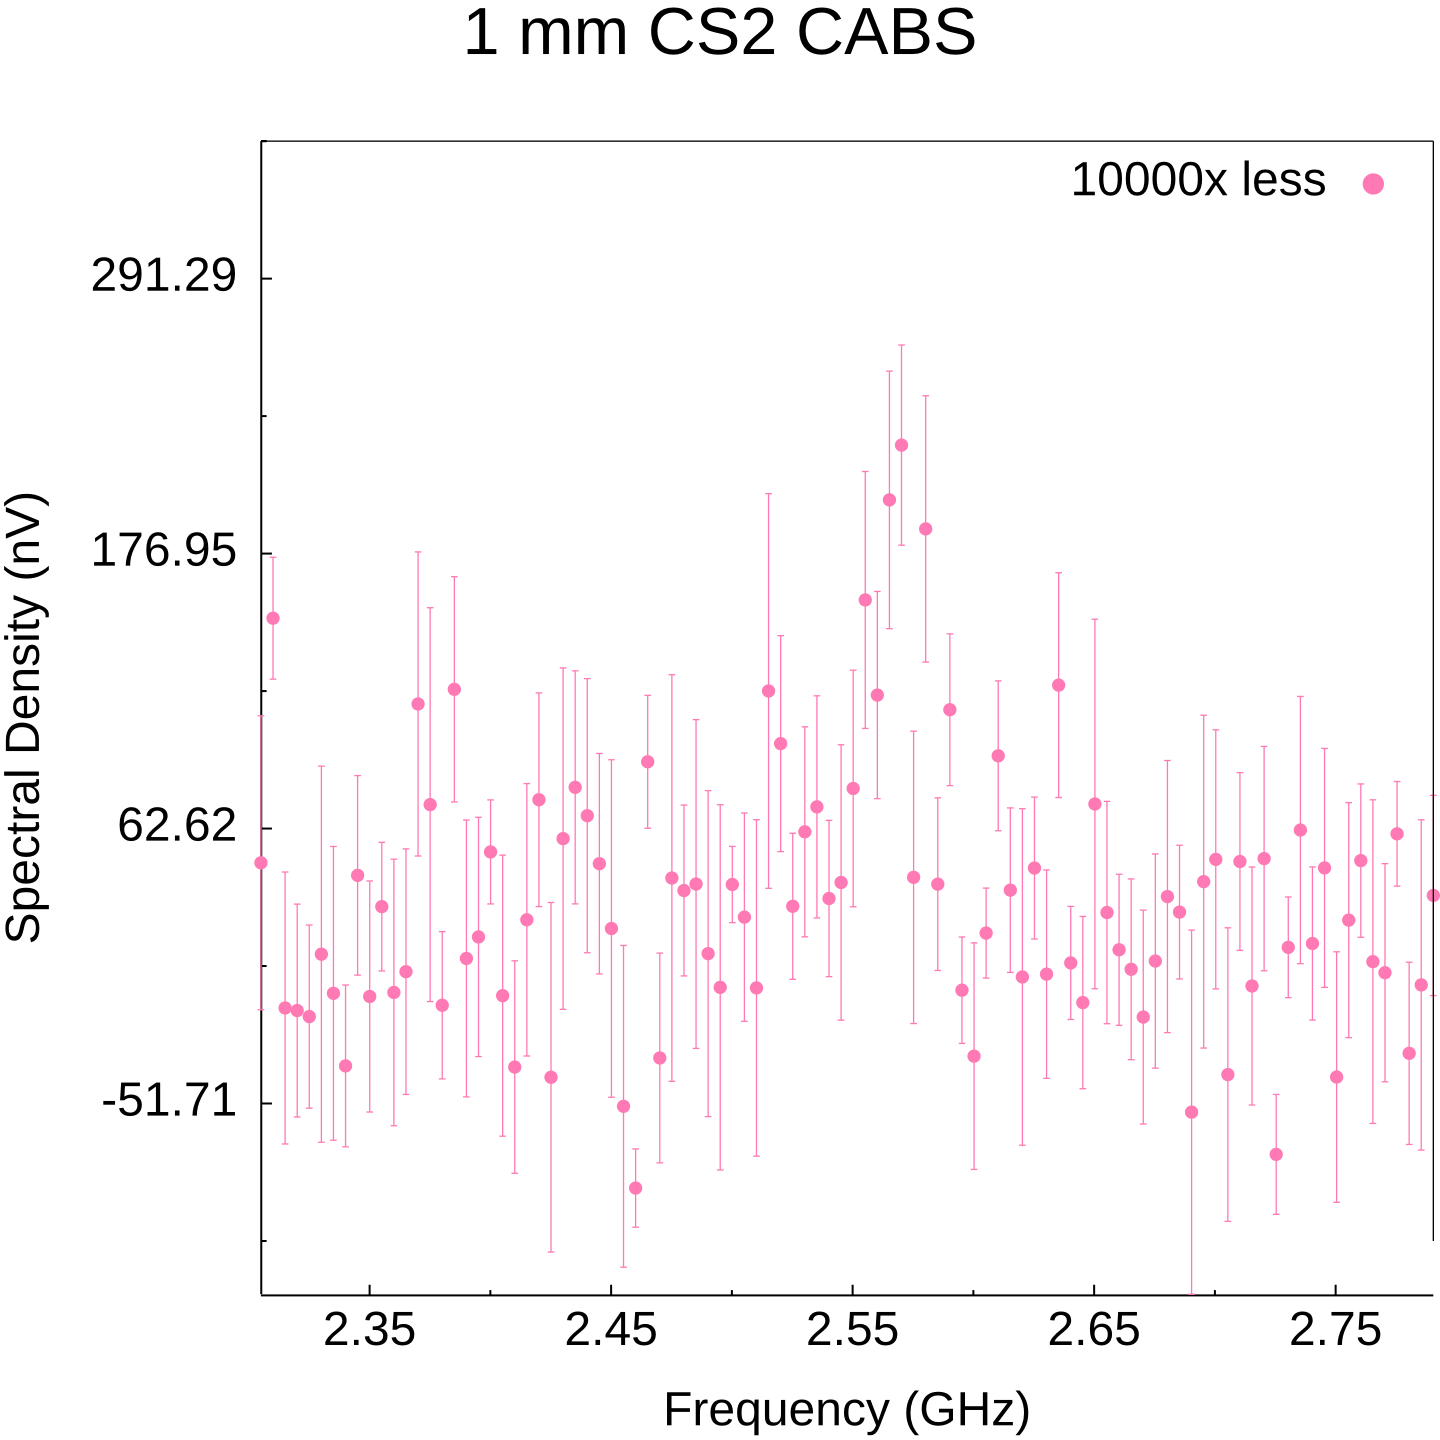 1 mm CS2 CABS
10000x less
291.29
176.95
62.62
-51.71
Spectral Density (nV)
2.35 2.45 2.55 2.65 2.75
Frequency (GHz)